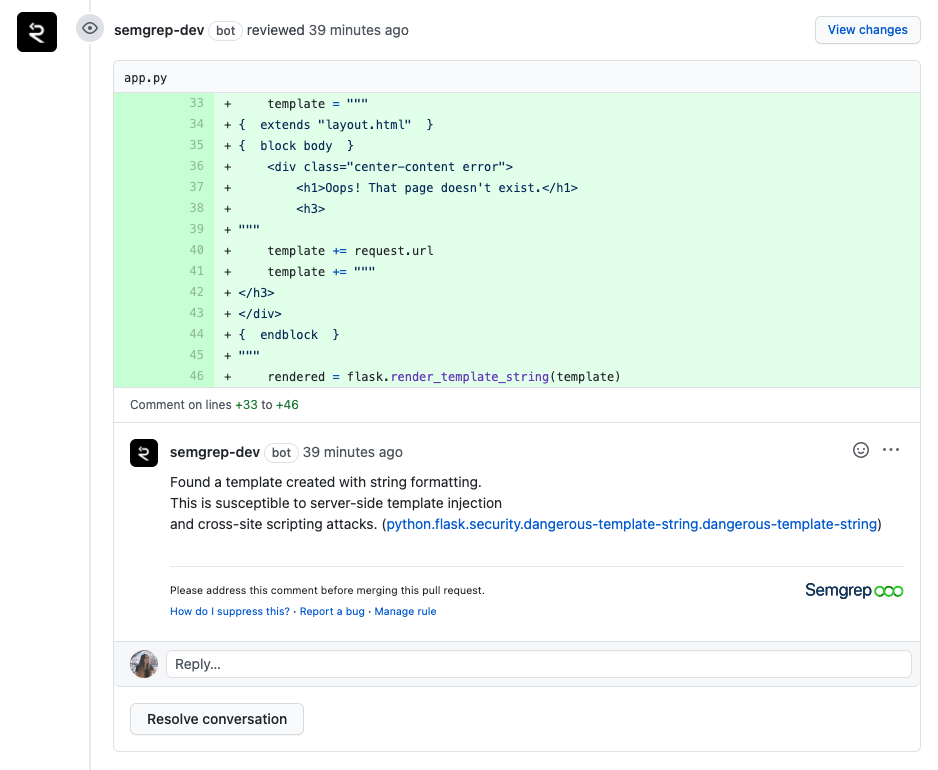 semgrep-dev bot reviewed 39 minutes ago
View changes
app.py
33 + template = """
34 + { extends "layout.html" }
35 + { block body }
36 + <div class="center-content error">
37 + <h1>Oops! That page doesn't exist.</h1>
38 + <h3>
39 + """
40 + template += request.url
41 + template += """
42 + </h3>
43 + </div>
44 + { endblock }
45 + """
46 + rendered = flask.render_template_string(template)
Comment on lines +33 to +46
semgrep-dev bot 39 minutes ago
Found a template created with string formatting.
This is susceptible to server-side template injection
and cross-site scripting attacks. (python.flask.security.dangerous-template-string.dangerous-template-string)
Please address this comment before merging this pull request.
Semgrep
How do I suppress this? · Report a bug · Manage rule
Reply...
Resolve conversation